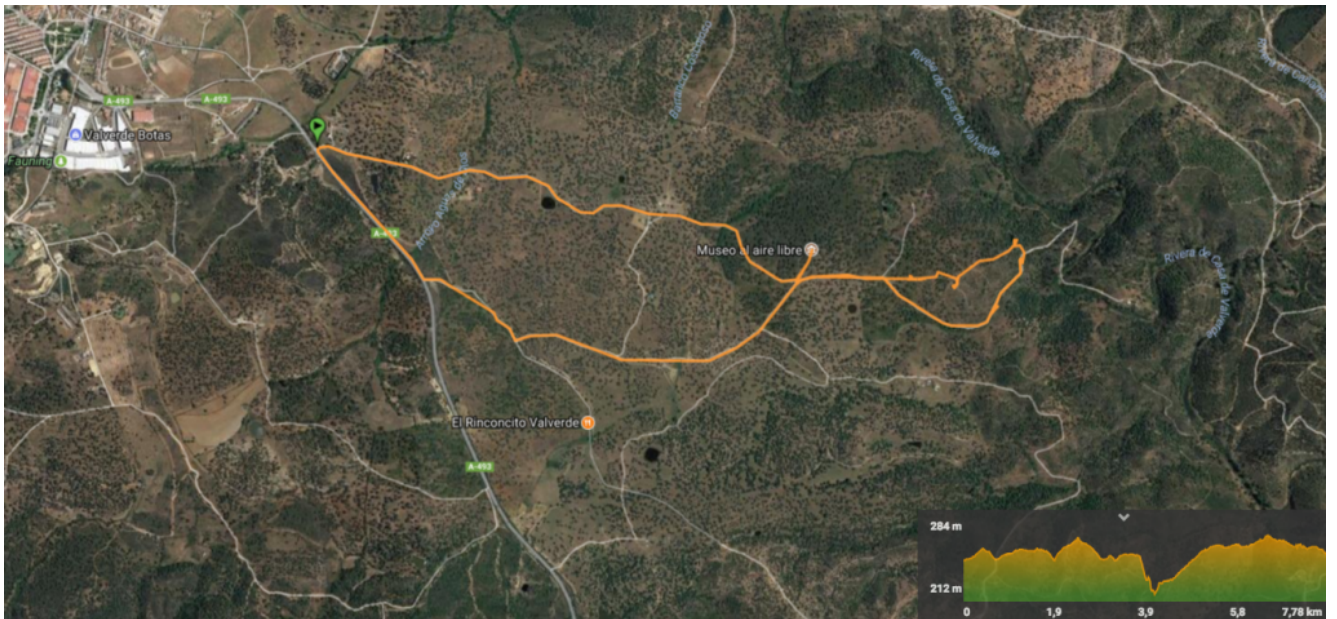 A-493
A-493
Valverde Botas
Fauning
Rivera de Casa de Valverde
A-493
Museo al aire libre
Rivera de Casa de Valverde
El Rinconcito Valverde
A-493
284 m
212 m
0
1,9
3,9
5,8
7,78 km